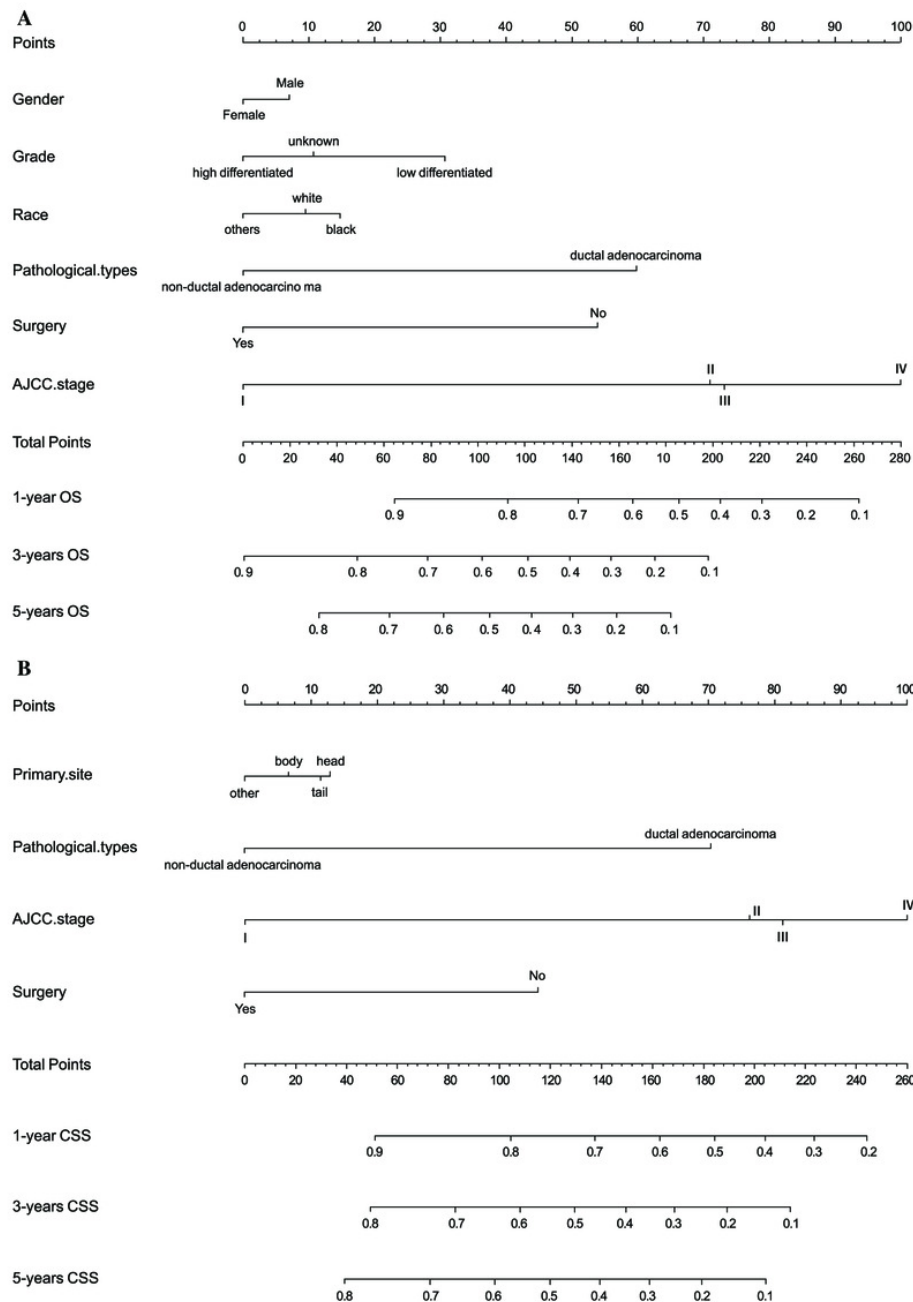 A
0 10 20 30 40 50 60 70 80 90 100
Points
Male
Gender
Female
unknown
Grade
high differentiated low differentiated
white
Race
others black
ductal adenocarcinoma
Pathological.types
non-ductal adenocarcino ma
No
Surgery
Yes
II IV
AJCC.stage
I III
Total Points
0 20 40 60 80 100 120 140 150 10 200 220 240 260 280
1-year OS
0.9 0.8 0.7 0.6 0.5 0.4 0.3 0.2 0.1
3-years OS
0.9 0.8 0.7 0.6 0.5 0.4 0.3 0.2 0.1
5-years OS
0.8 0.7 0.6 0.5 0.4 0.3 0.2 0.1
B
0 10 20 30 40 50 60 70 80 90 100
Points
body head
Primary.site
other tail
ductal adenocarcinoma
Pathological.types
non-ductal adenocarcinoma
II IV
AJCC.stage
I III
No
Surgery
Yes
Total Points
0 20 40 60 80 100 120 140 160 180 200 220 240 260
1-year CSS
0.9 0.8 0.7 0.6 0.5 0.4 0.3 0.2
3-years CSS
0.8 0.7 0.6 0.5 0.4 0.3 0.2 0.1
5-years CSS
0.8 0.7 0.6 0.5 0.4 0.3 0.2 0.1